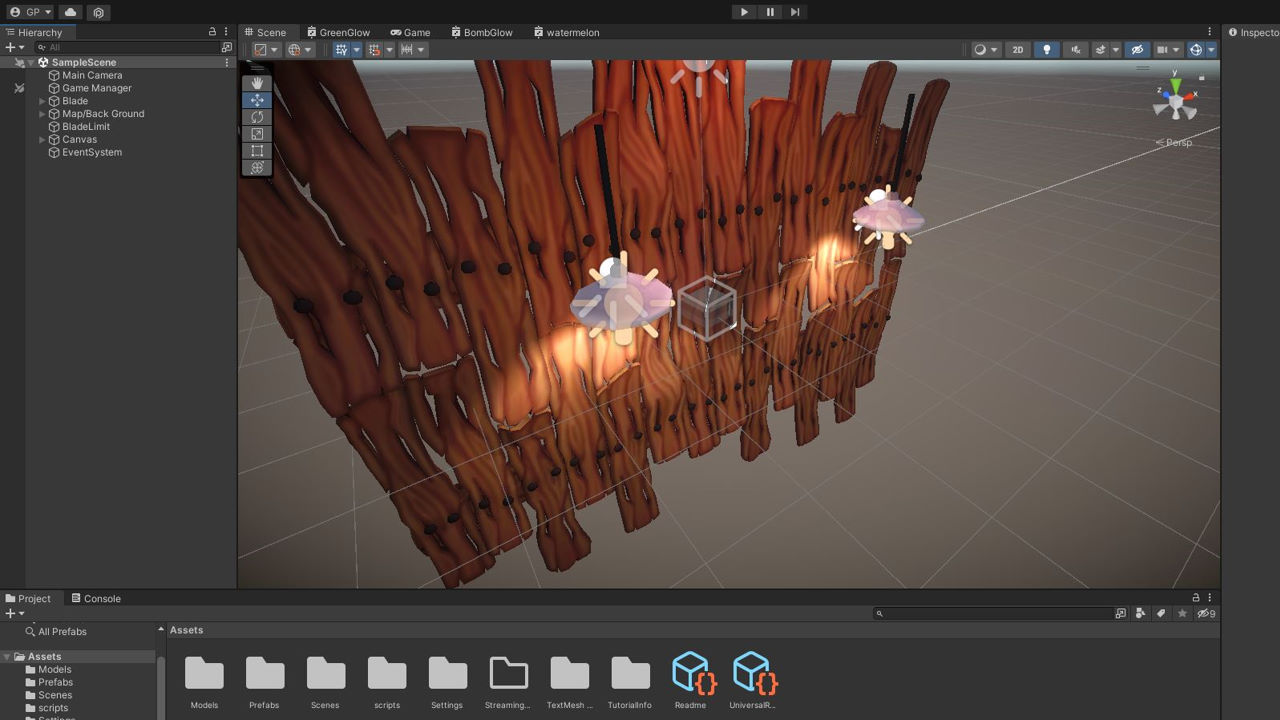 GP
Hierarchy
Scene
GreenGlow
Game
BombGlow
watermelon
Inspecto
All
2D
SampleScene
Main Camera
Game Manager
Blade
Map/Back Ground
BladeLimit
Canvas
EventSystem
y
z
x
Persp
Project
Console
9
All Prefabs
Assets
Assets
Models
Prefabs
Scenes
scripts
Models
Prefabs
Scenes
scripts
Settings
Streaming...
TextMesh ...
TutorialInfo
Readme
UniversalR...
Settings